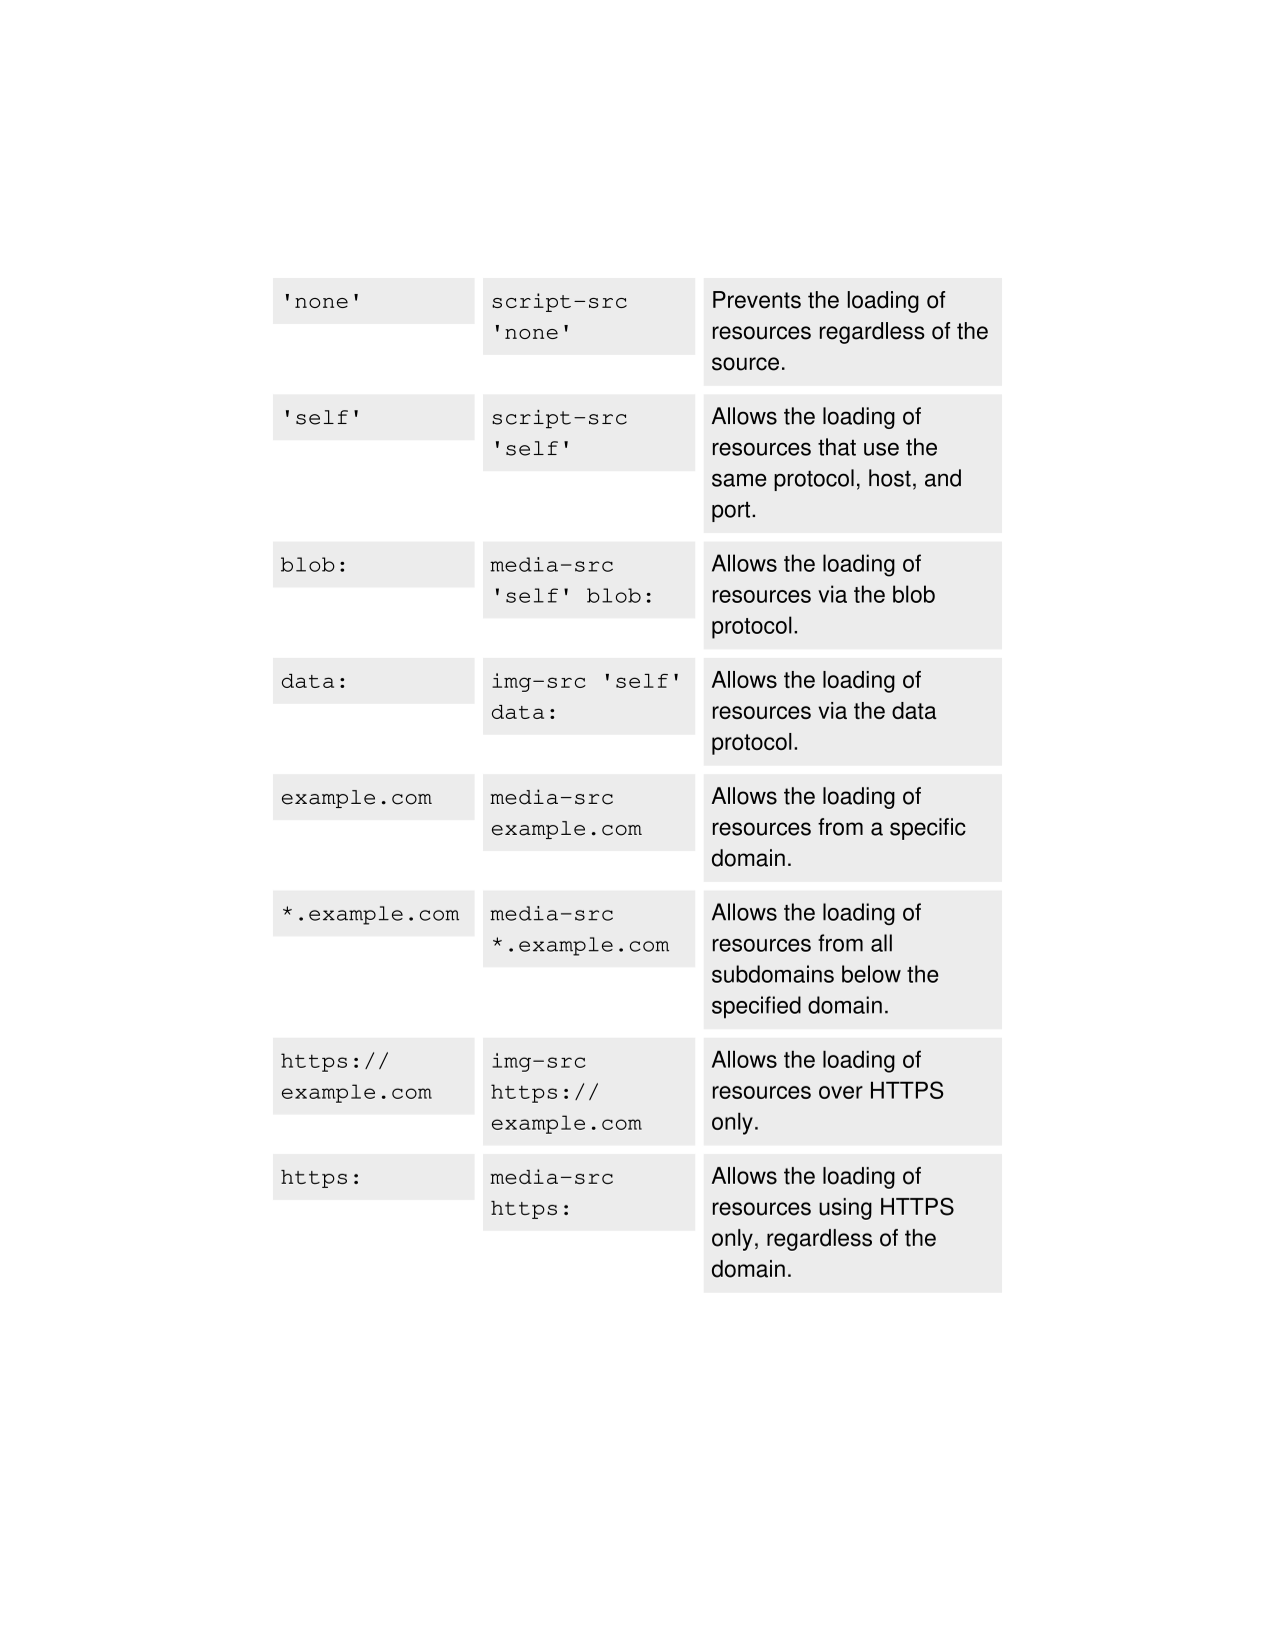 'none'
script-src
'none'
Prevents the loading of
resources regardless of the
source.
'self'
script-src
'self'
Allows the loading of
resources that use the
same protocol, host, and
port.
blob:
media-src
'self' blob:
Allows the loading of
resources via the blob
protocol.
data:
img-src 'self'
data:
Allows the loading of
resources via the data
protocol.
example.com
media-src
example.com
Allows the loading of
resources from a specific
domain.
*.example.com
media-src
*.example.com
Allows the loading of
resources from all
subdomains below the
specified domain.
https://
example.com
img-src
https://
example.com
Allows the loading of
resources over HTTPS
only.
https:
media-src
https:
Allows the loading of
resources using HTTPS
only, regardless of the
domain.